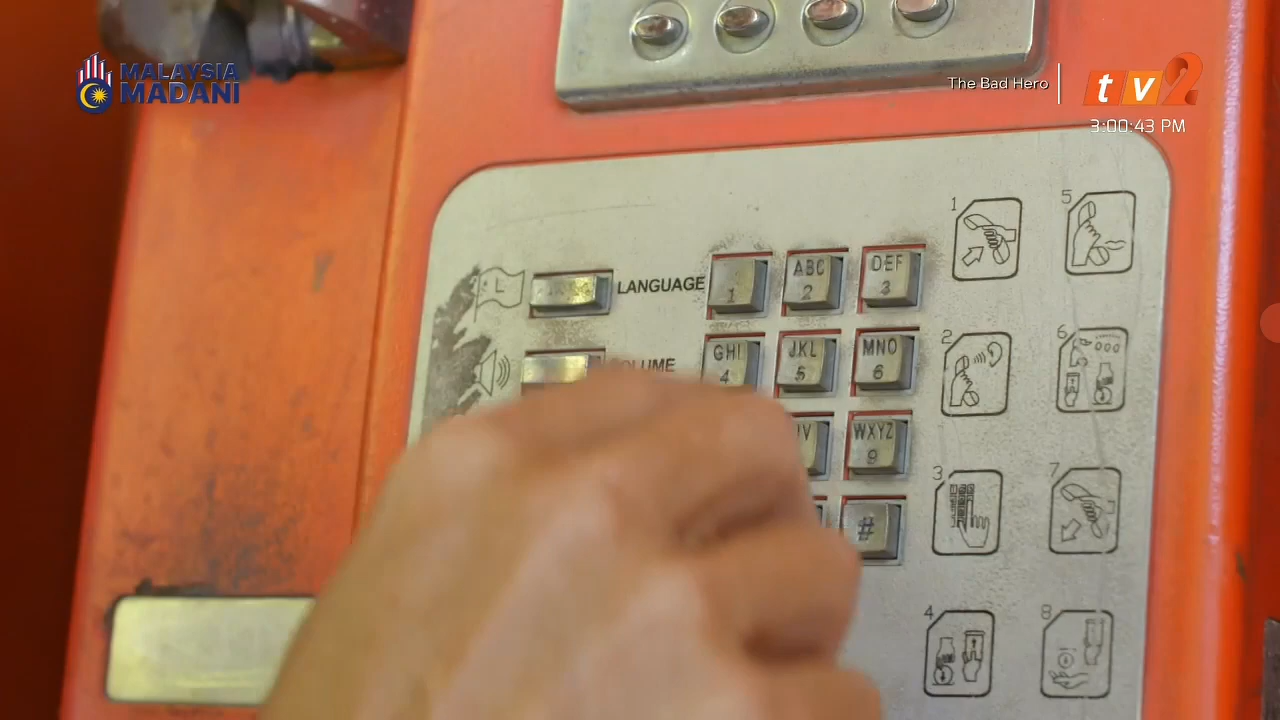 MALAYSIA
MADANI
The Bad Hero
tv2
3:00:43 PM
L
LANGUAGE
1
ABC
2
DEF
3
GHI
4
JKL
5
MNO
6
WXYZ
9
#
1
5
2
6
3
7
4
8